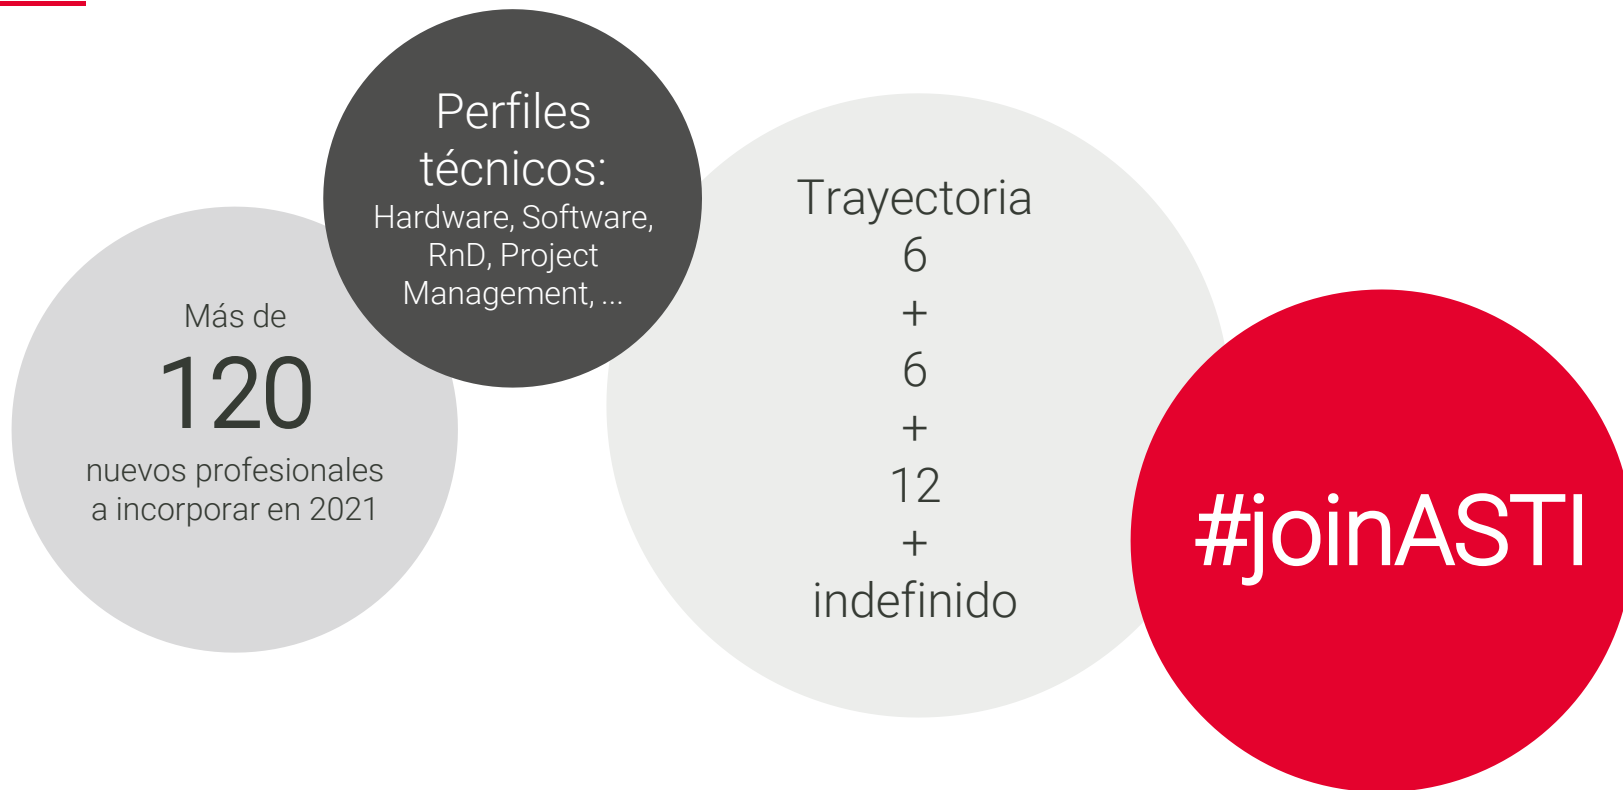 Más de
120
nuevos profesionales
a incorporar en 2021
Perfiles
técnicos:
Hardware, Software,
RnD, Project
Management, ...
Trayectoria
6
+
6
+
12
+
indefinido
#joinASTI